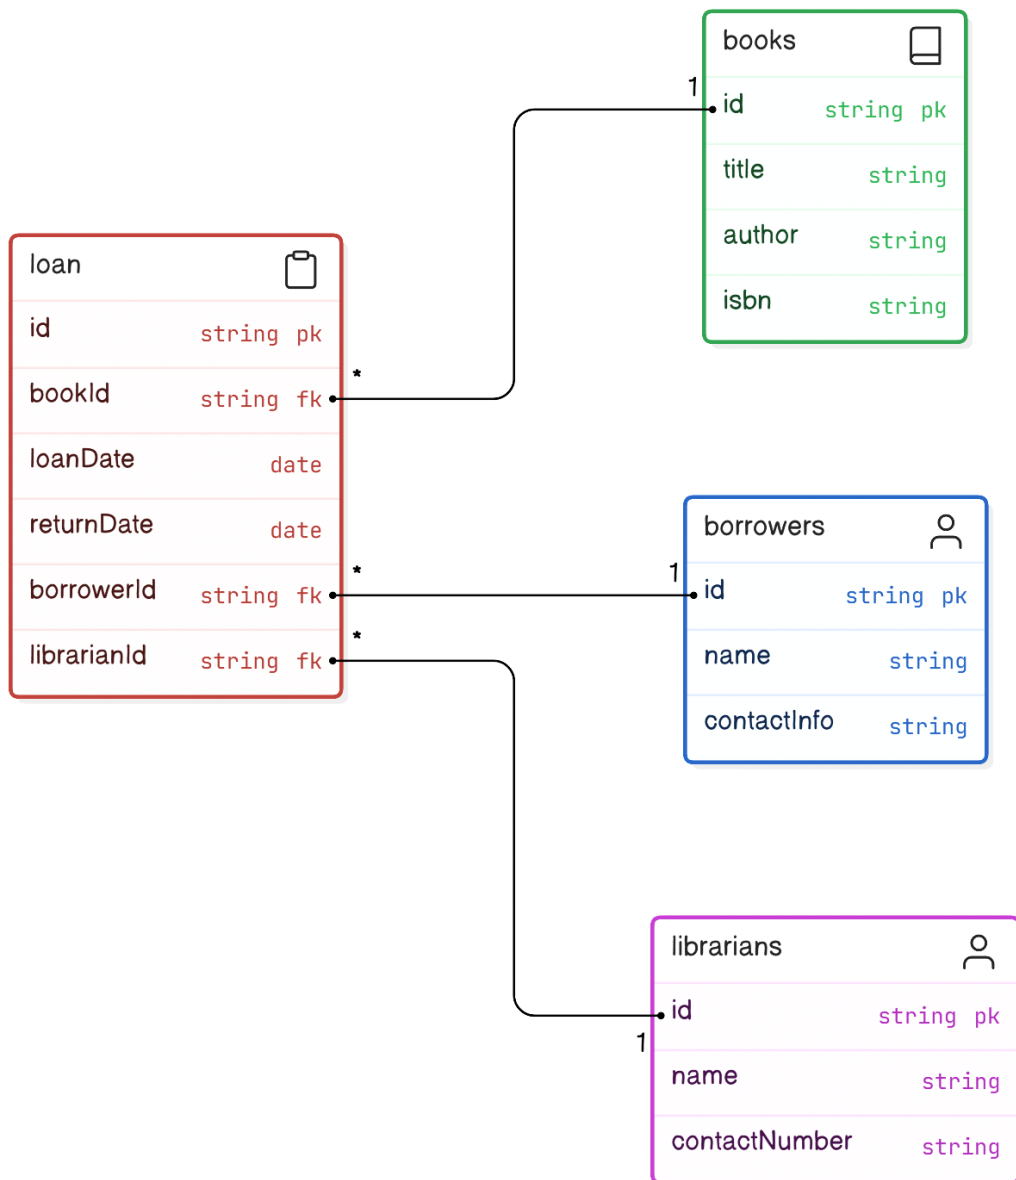 books
1
id string pk
title string
author string
isbn string
loan
id string pk
*
bookId string fk
loanDate date
returnDate date
*
borrowerId string fk
*
librarianId string fk
borrowers
1
id string pk
name string
contactInfo string
librarians
id string pk
1
name string
contactNumber string